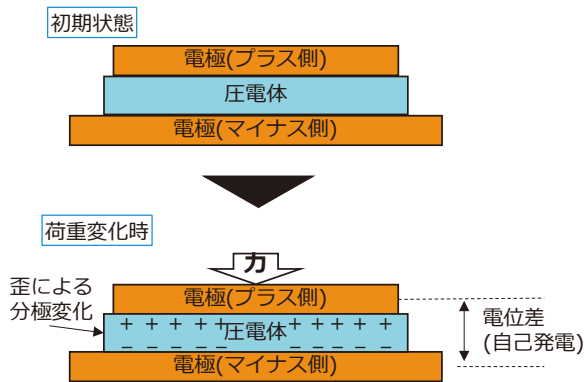 初期状態
電極(プラス側)
圧電体
電極(マイナス側)
荷重変化時
力
歪による
分極変化
電極(プラス側)
+ + + + + 圧電体 + + + + +
− − − − − − − − − −
電極(マイナス側)
電位差
(自己発電)